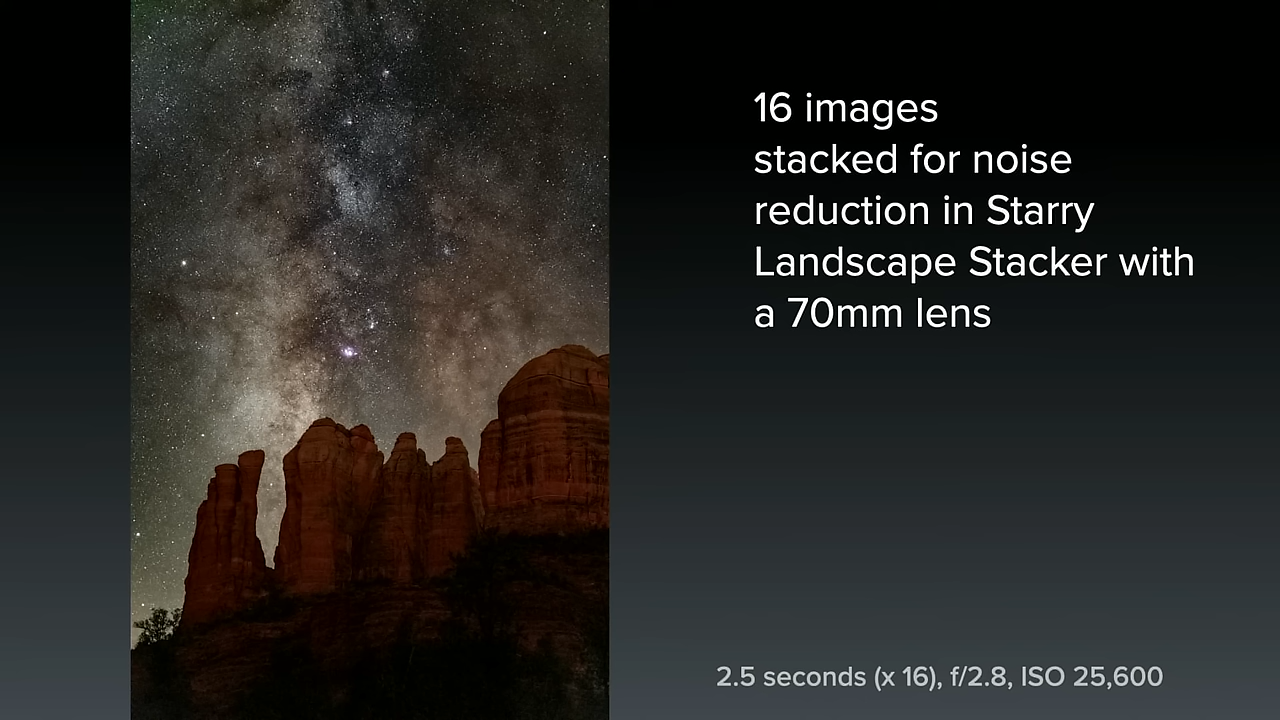 16 images
stacked for noise
reduction in Starry
Landscape Stacker with
a 70mm lens
2.5 seconds (x 16), f/2.8, ISO 25,600